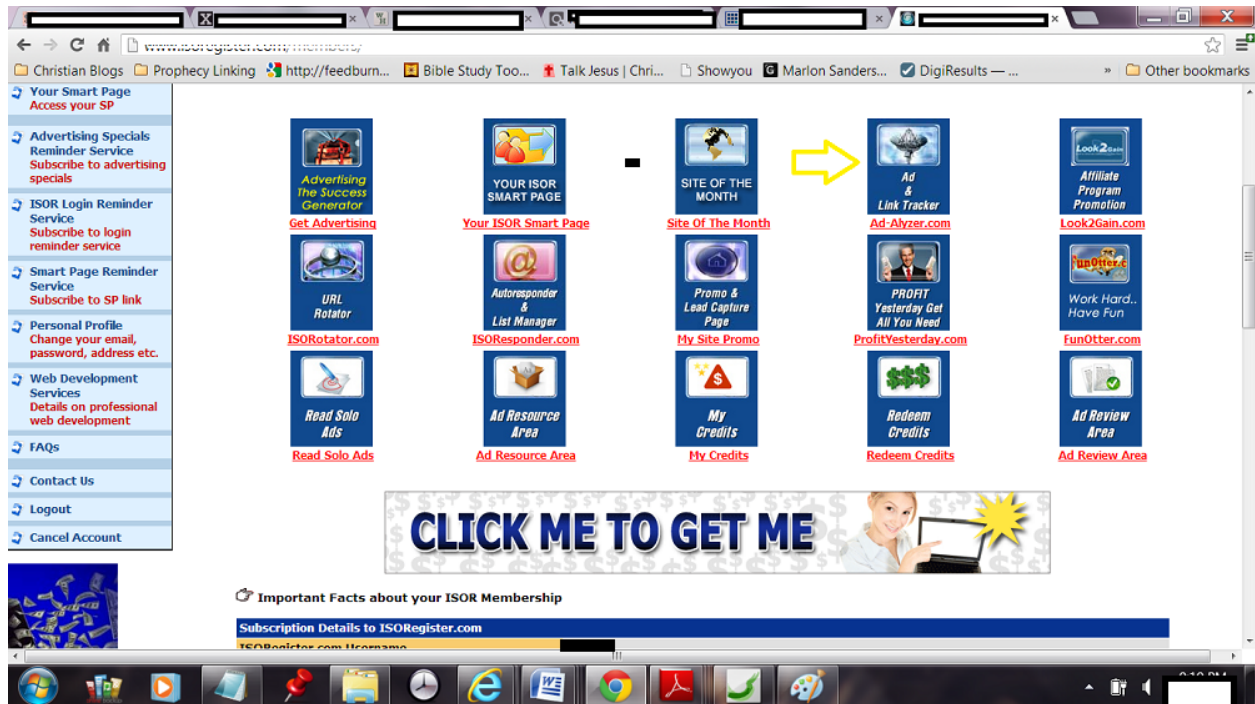 Christian Blogs Prophecy Linking http://feedburn... Bible Study Too... Talk Jesus | Chri... Showyou Marlon Sanders... DigiResults — ... » Other bookmarks
Your Smart Page
Access your SP
Advertising Specials
Reminder Service
Subscribe to advertising
specials
ISOR Login Reminder
Service
Subscribe to login
reminder service
Smart Page Reminder
Service
Subscribe to SP link
Personal Profile
Change your email,
password, address etc.
Web Development
Services
Details on professional
web development
FAQs
Contact Us
Logout
Cancel Account
Advertising
The Success
Generator
Get Advertising
YOUR ISOR
SMART PAGE
Your ISOR Smart Page
SITE OF THE
MONTH
Site Of The Month
Ad
&
Link Tracker
Ad-Alyzer.com
Look2Gain
Affiliate
Program
Promotion
Look2Gain.com
URL
Rotator
ISORotator.com
Autoresponder
&
List Manager
ISOResponder.com
Promo &
Lead Capture
Page
My Site Promo
PROFIT
Yesterday Get
All You Need
ProfitYesterday.com
FunOtter.c
Work Hard..
Have Fun
FunOtter.com
Read Solo
Ads
Read Solo Ads
Ad Resource
Area
Ad Resource Area
$
My
Credits
My Credits
$$$
Redeem
Credits
Redeem Credits
Ad Review
Area
Ad Review Area
CLICK ME TO GET ME
Important Facts about your ISOR Membership
Subscription Details to ISORegister.com
ISORegister.com Username